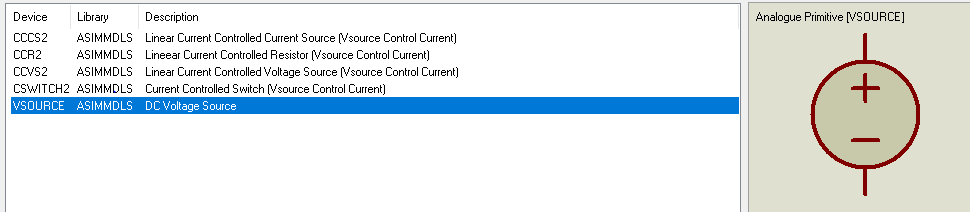 Device Library Description
CCCS2 ASIMMDLS Linear Current Controlled Current Source (Vsource Control Current)
CCR2 ASIMMDLS Lineear Current Controlled Resistor (Vsource Control Current)
CCVS2 ASIMMDLS Linear Current Controlled Voltage Source (Vsource Control Current)
CSWITCH2 ASIMMDLS Current Controlled Switch (Vsource Control Current)
VSOURCE ASIMMDLS DC Voltage Source
Analogue Primitive [VSOURCE]